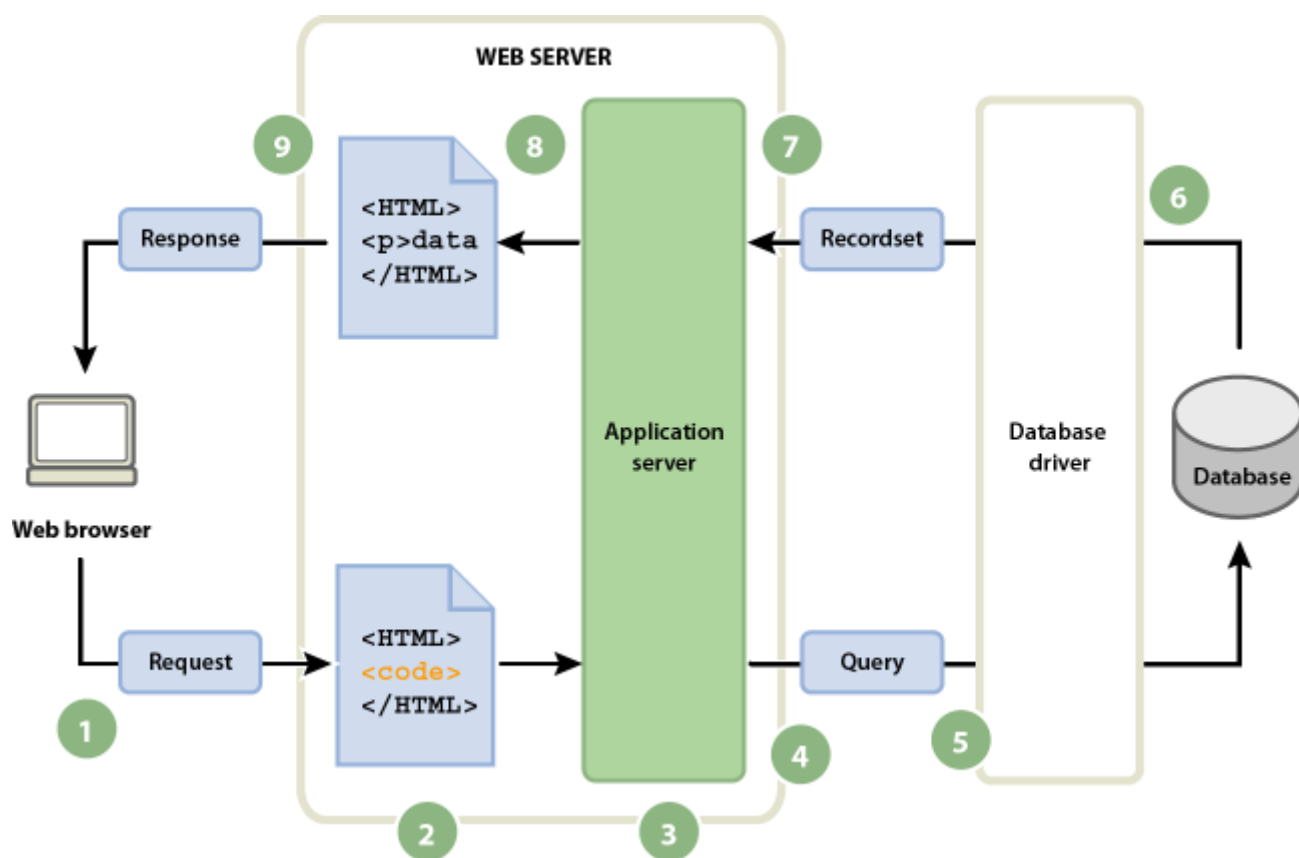 WEB SERVER
9
8
7
6
<HTML>
<p>data
</HTML>
Response
Recordset
Application
server
Database
driver
Database
Web browser
<HTML>
<code>
</HTML>
Request
Query
1
2
3
4
5